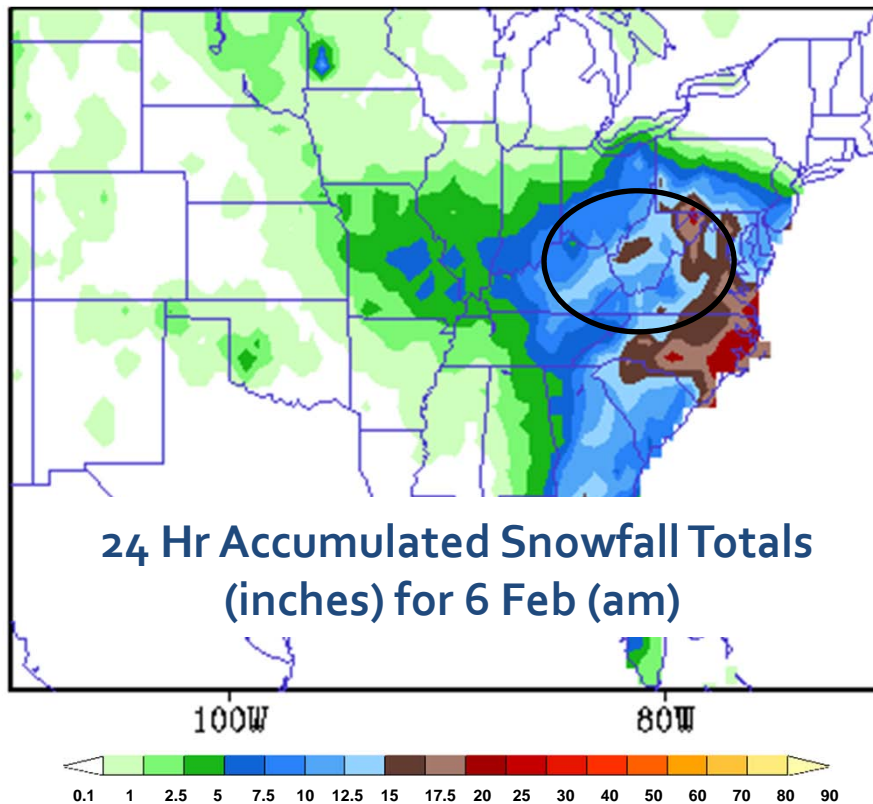 24 Hr Accumulated Snowfall Totals
(inches) for 6 Feb (am)
100W 80W
0.1 1 2.5 5 7.5 10 12.5 15 17.5 20 25 30 40 50 60 70 80 90